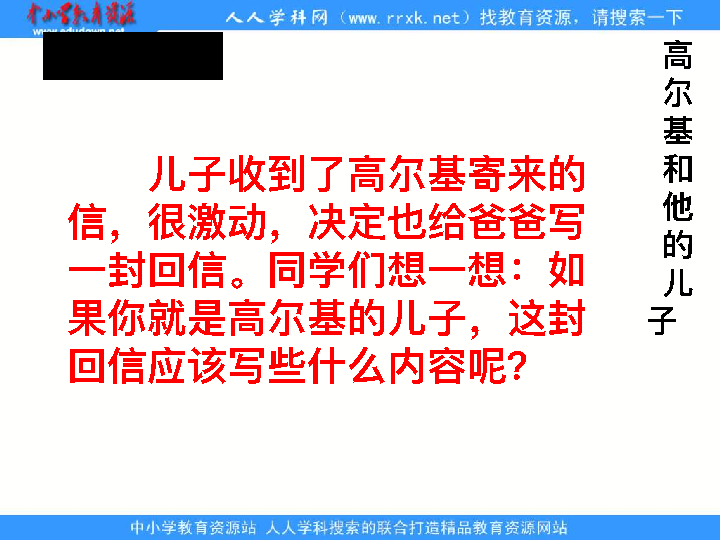 中小学教育资源
www.edudown.net
人人学科网（www.rrxk.net）找教育资源，请搜索一下
高尔基和他的儿子
儿子收到了高尔基寄来的
信，很激动，决定也给爸爸写
一封回信。同学们想一想：如
果你就是高尔基的儿子，这封
回信应该写些什么内容呢？
中小学教育资源站 人人学科搜索的联合打造精品教育资源网站